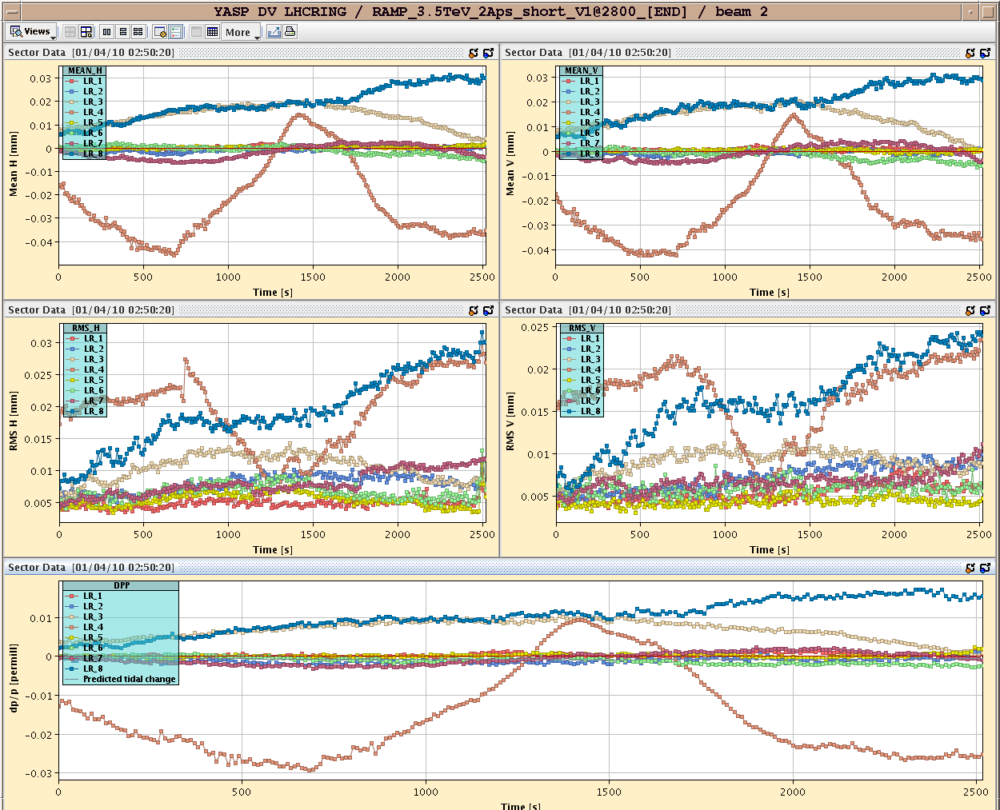 YASP DV LHCRING / RAMP_3.5TeV_2Aps_short_V1@2800_[END] / beam 2
Views More
Sector Data [01/04/10 02:50:20]
MEAN_H
LR_1
LR_2
LR_3
LR_4
LR_5
LR_6
LR_7
LR_8
Mean H [mm]
0.03
0.02
0.01
0
-0.01
-0.02
-0.03
-0.04
0 500 1000 1500 2000 2500
Time [s]
Sector Data [01/04/10 02:50:20]
MEAN_V
LR_1
LR_2
LR_3
LR_4
LR_5
LR_6
LR_7
LR_8
Mean V [mm]
0.03
0.02
0.01
0
-0.01
-0.02
-0.03
-0.04
0 500 1000 1500 2000 2500
Time [s]
Sector Data [01/04/10 02:50:20]
RMS_H
LR_1
LR_2
LR_3
LR_4
LR_5
LR_6
LR_7
LR_8
RMS H [mm]
0.03
0.025
0.02
0.015
0.01
0.005
0 500 1000 1500 2000 2500
Time [s]
Sector Data [01/04/10 02:50:20]
RMS_V
LR_1
LR_2
LR_3
LR_4
LR_5
LR_6
LR_7
LR_8
RMS V [mm]
0.025
0.02
0.015
0.01
0.005
0 500 1000 1500 2000 2500
Time [s]
Sector Data [01/04/10 02:50:20]
DPP
LR_1
LR_2
LR_3
LR_4
LR_5
LR_6
LR_7
LR_8
Predicted tidal change
dp/p [permill]
0.01
0
-0.01
-0.02
-0.03
0 500 1000 1500 2000 2500
Time [s]